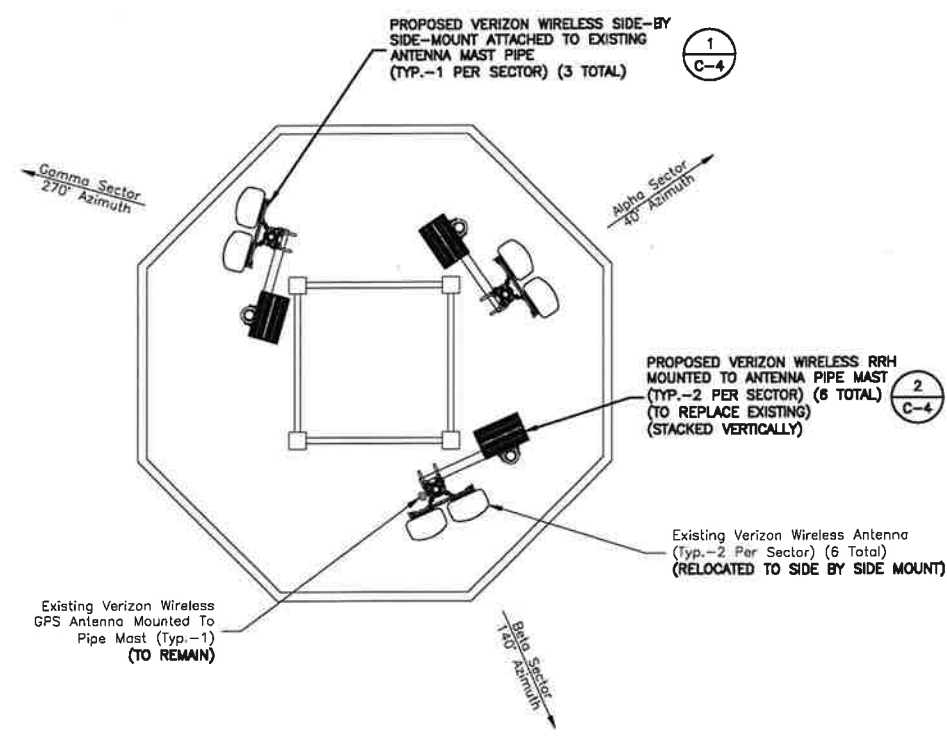 PROPOSED VERIZON WIRELESS SIDE-BY
SIDE-MOUNT ATTACHED TO EXISTING
ANTENNA MAST PIPE
(TYP.-1 PER SECTOR) (3 TOTAL)
1
C-4
Gamma Sector
270° Azimuth
Alpha Sector
40° Azimuth
PROPOSED VERIZON WIRELESS RRH
MOUNTED TO ANTENNA PIPE MAST
(TYP.-2 PER SECTOR) (6 TOTAL)
(TO REPLACE EXISTING)
(STACKED VERTICALLY)
2
C-4
Existing Verizon Wireless Antenna
(Typ.-2 Per Sector) (6 Total)
(RELOCATED TO SIDE BY SIDE MOUNT)
Existing Verizon Wireless
GPS Antenna Mounted To
Pipe Mast (Typ.-1)
(TO REMAIN)
Beta Sector
140° Azimuth